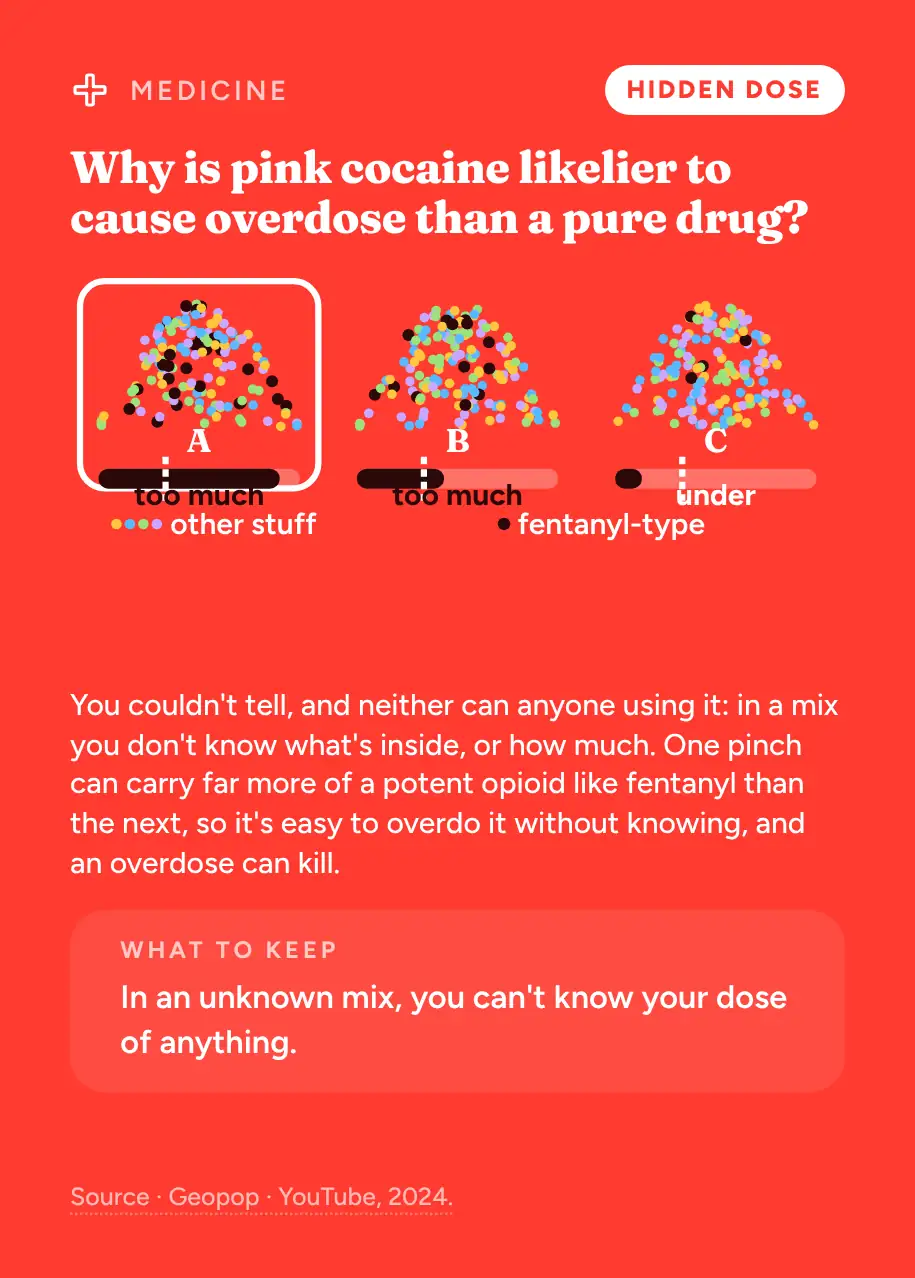 MEDICINE
HIDDEN DOSE
Why is pink cocaine likelier to
cause overdose than a pure drug?
A
B
C
too much
too much
under
other stuff
fentanyl-type
You couldn't tell, and neither can anyone using it: in a mix
you don't know what's inside, or how much. One pinch
can carry far more of a potent opioid like fentanyl than
the next, so it's easy to overdo it without knowing, and
an overdose can kill.
WHAT TO KEEP
In an unknown mix, you can't know your dose
of anything.
Source · Geopop · YouTube, 2024.